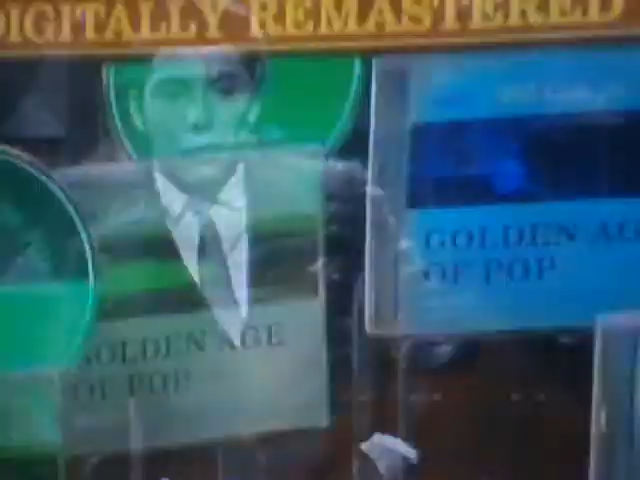 DIGITALLY REMASTERED
GOLDEN AG
OF POP
GOLDEN AGE
OF POP